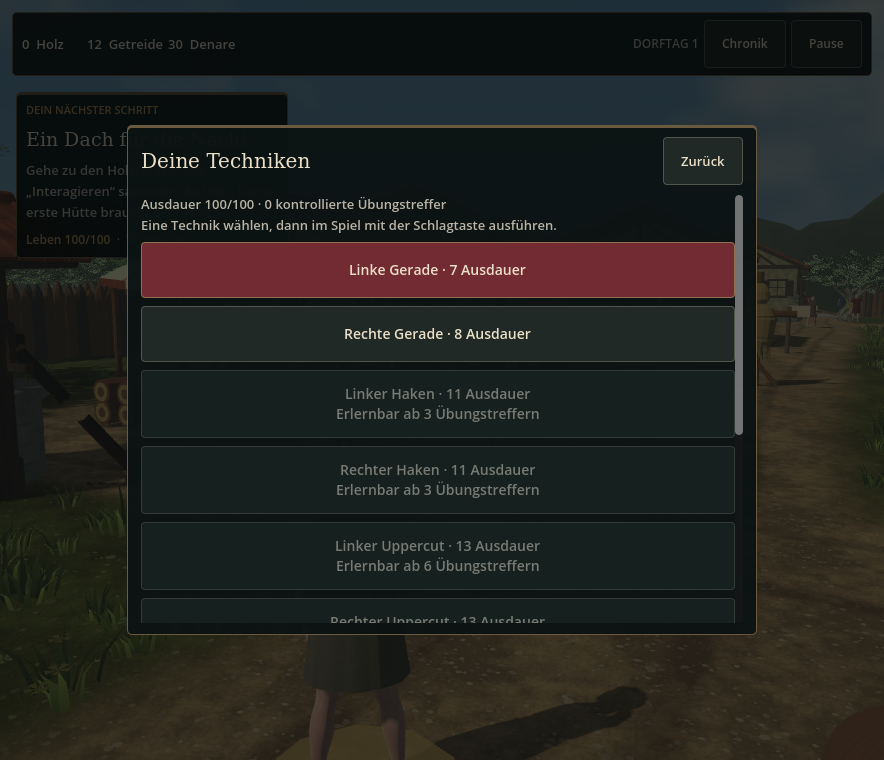 0 Holz 12 Getreide 30 Denare
DORFTAG 1 Chronik Pause
DEIN NÄCHSTER SCHRITT
Ein Dach
Gehe zu den
„Interagieren“
erste Hütte
Leben 100/100 ·
Deine Techniken
Zurück
Ausdauer 100/100 · 0 kontrollierte Übungstreffer
Eine Technik wählen, dann im Spiel mit der Schlagtaste ausführen.
Linke Gerade · 7 Ausdauer
Rechte Gerade · 8 Ausdauer
Linker Haken · 11 Ausdauer
Erlernbar ab 3 Übungstreffern
Rechter Haken · 11 Ausdauer
Erlernbar ab 3 Übungstreffern
Linker Uppercut · 13 Ausdauer
Erlernbar ab 6 Übungstreffern
Rechter Uppercut · 13 Ausdauer